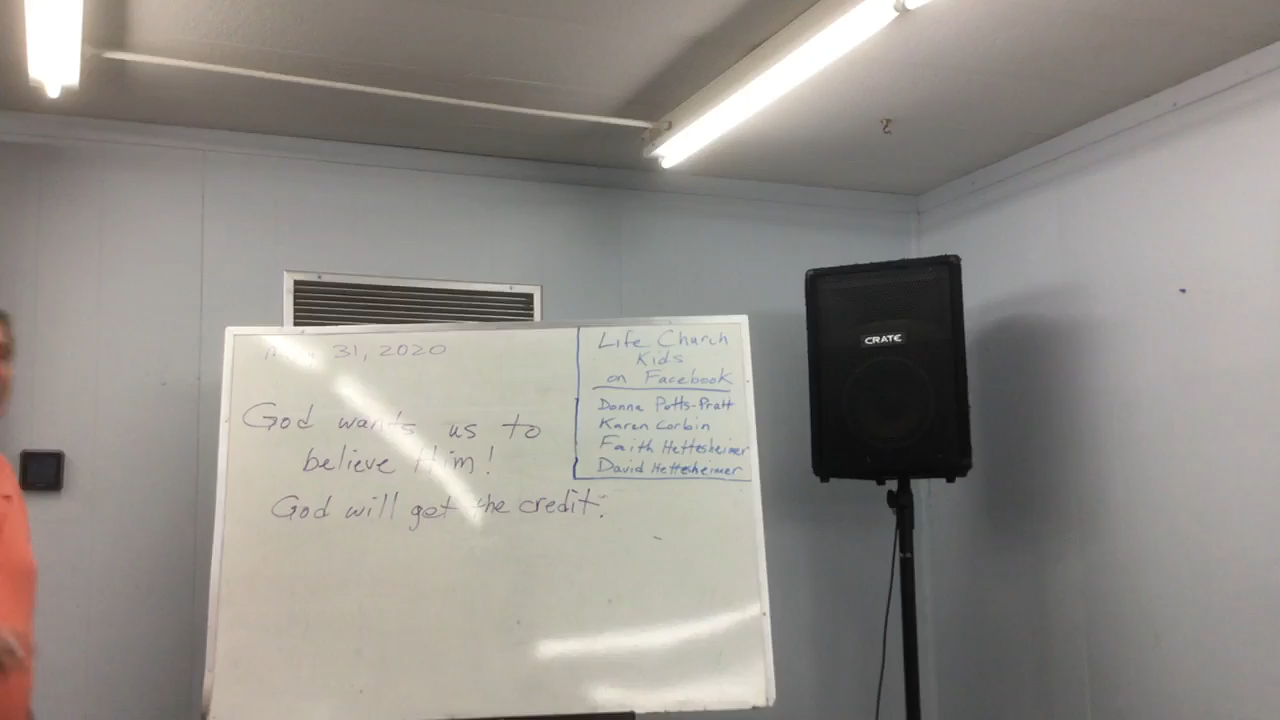 May 31, 2020
God wants us to
believe Him!
God will get the credit.
Life Church
Kids
on Facebook
Donna Potts-Pratt
Karen Corbin
Faith Hettesheimer
David Hettesheimer
CRATE